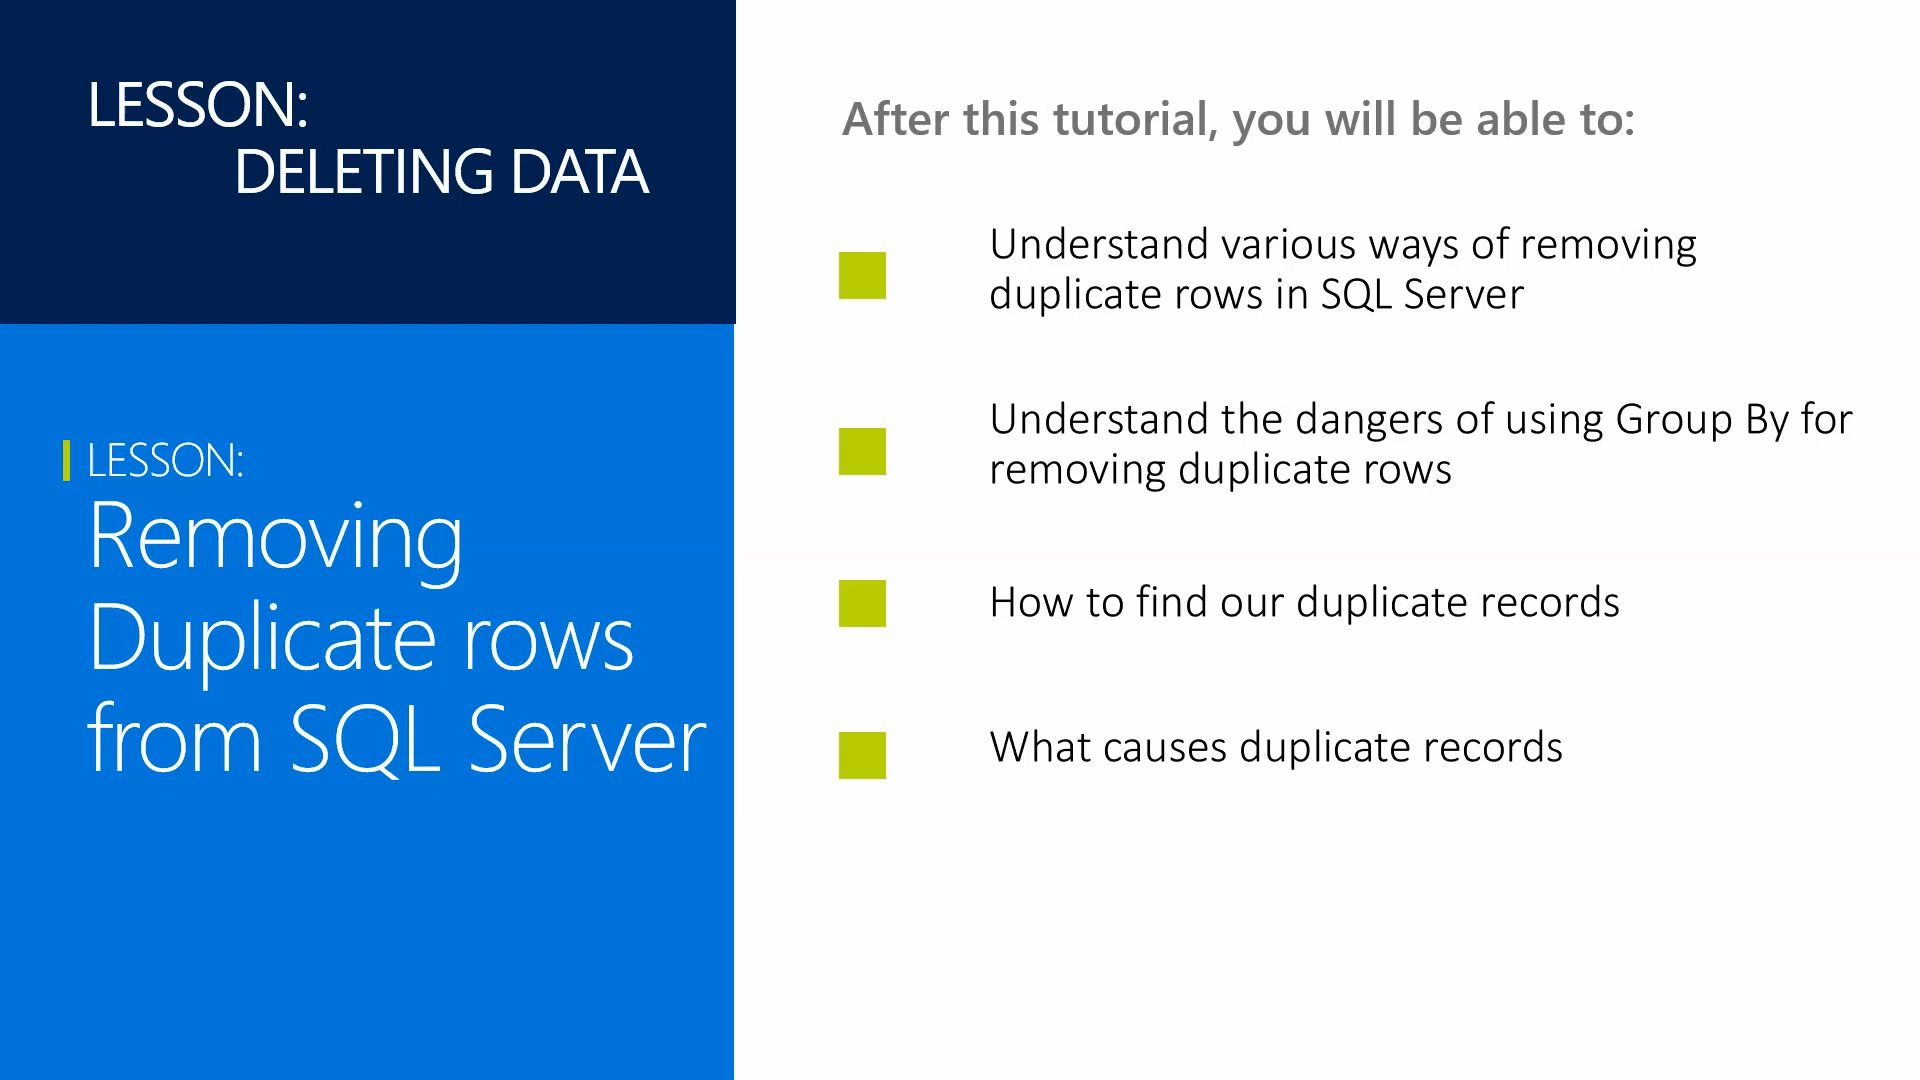 LESSON:
DELETING DATA
LESSON:
Removing
Duplicate rows
from SQL Server
After this tutorial, you will be able to:
Understand various ways of removing
duplicate rows in SQL Server
Understand the dangers of using Group By for
removing duplicate rows
How to find our duplicate records
What causes duplicate records